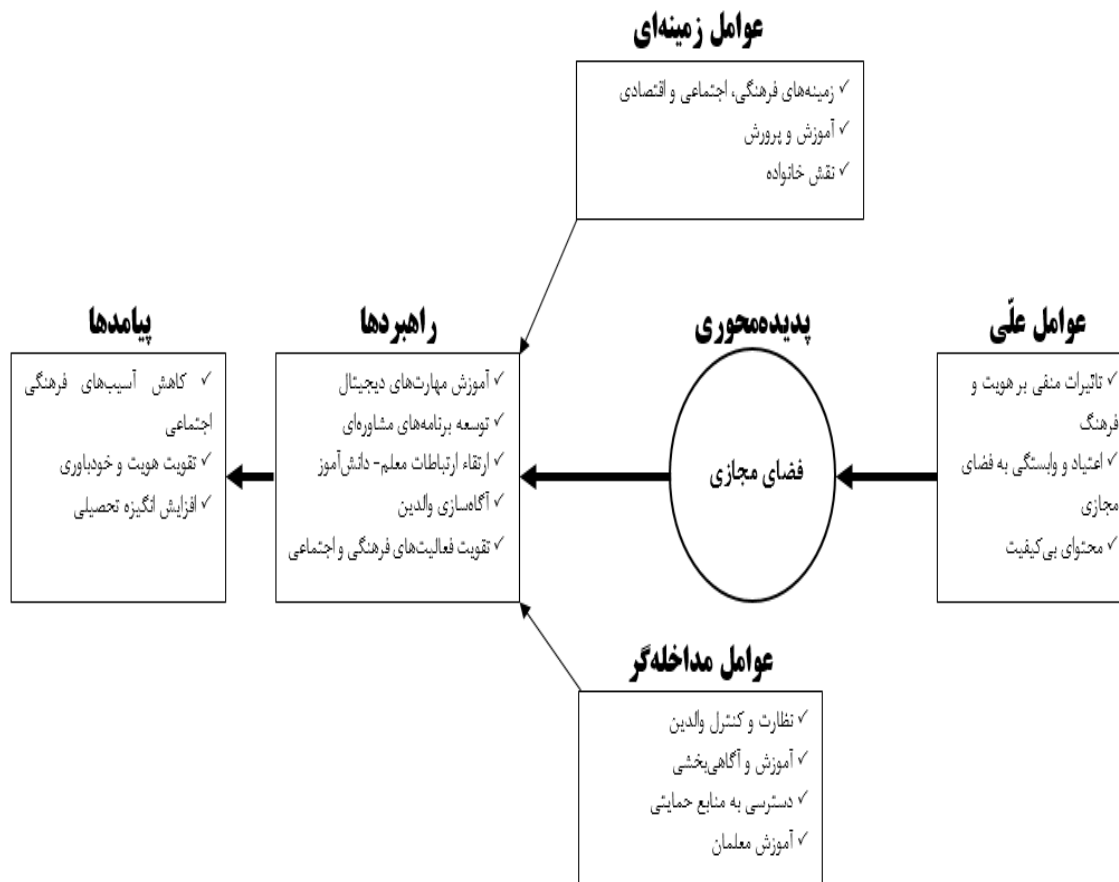 عوامل زمینه‌ای
✓ زمینه‌های فرهنگی، اجتماعی و اقتصادی
✓ آموزش و پرورش
✓ نقش خانواده
عوامل علّی
✓ تاثیرات منفی بر هویت و
فرهنگ
✓ اعتیاد و وابستگی به فضای
مجازی
✓ محتوای بی‌کیفیت
پدیده‌محوری
فضای مجازی
راهبردها
✓ آموزش مهارت‌های دیجیتال
✓ توسعه برنامه‌های مشاوره‌ای
✓ ارتقاء ارتباطات معلم- دانش‌آموز
✓ آگاه‌سازی والدین
✓ تقویت فعالیت‌های فرهنگی و اجتماعی
پیامدها
✓ کاهش آسیب‌های فرهنگی
اجتماعی
✓ تقویت هویت و خودباوری
✓ افزایش انگیزه تحصیلی
عوامل مداخله‌گر
✓ نظارت و کنترل والدین
✓ آموزش و آگاهی‌بخشی
✓ دسترسی به منابع حمایتی
✓ آموزش معلمان